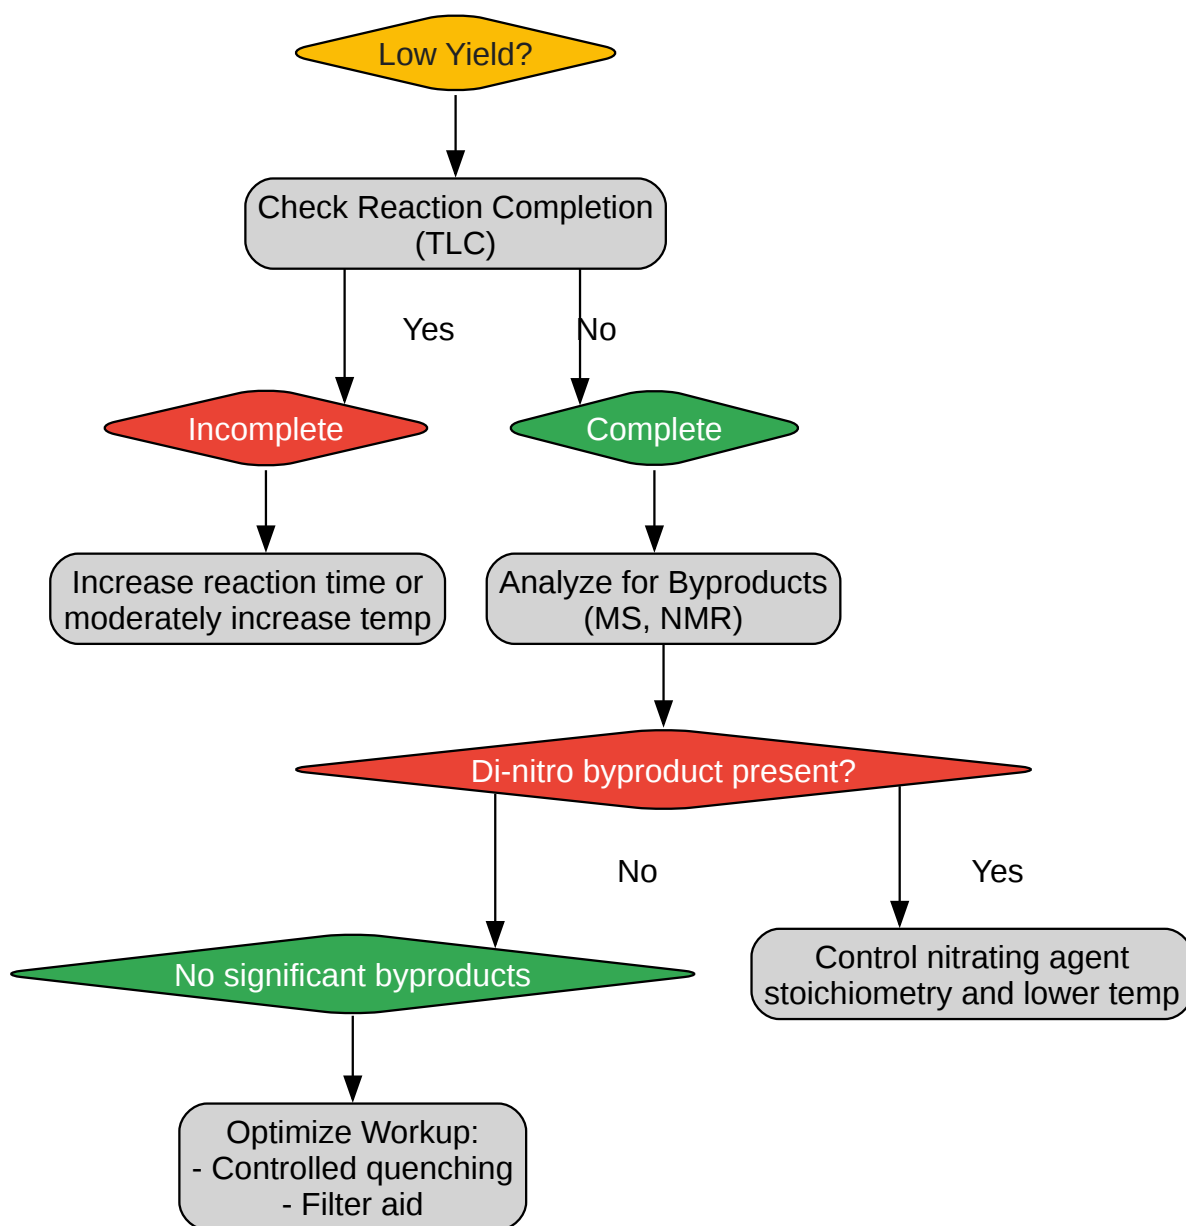 Low Yield?
Check Reaction Completion
(TLC)
Yes
No
Incomplete
Complete
Increase reaction time or
moderately increase temp
Analyze for Byproducts
(MS, NMR)
Di-nitro byproduct present?
No
Yes
No significant byproducts
Control nitrating agent
stoichiometry and lower temp
Optimize Workup:
- Controlled quenching
- Filter aid